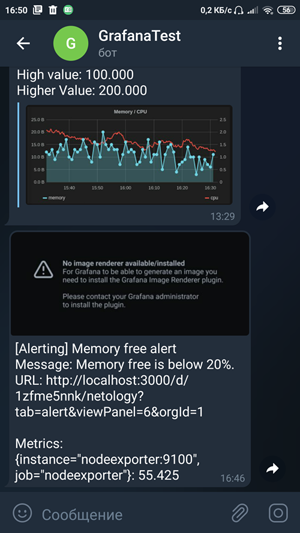 16:50
0,2 КБ/с
56
G
GrafanaTest
бот
High value: 100.000
Higher Value: 200.000
Memory / CPU
25.0 B
20.0 B
15.0 B
10.0 B
5.0 B
0.0 B
2.5
2.0
1.5
1.0
0.5
0
15:40
15:50
16:00
16:10
16:20
16:30
memory
cpu
13:29
No image renderer available/installed
For Grafana to be able to generate an image you
need to install the Grafana Image Renderer plugin.
Please contact your Grafana administrator
to install the plugin.
[Alerting] Memory free alert
Message: Memory free is below 20%.
URL: http://localhost:3000/d/
1zfme5nnk/netology?
tab=alert&viewPanel=6&orgId=1
Metrics:
{instance="nodeexporter:9100",
job="nodeexporter"}: 55.425
16:46
Сообщение